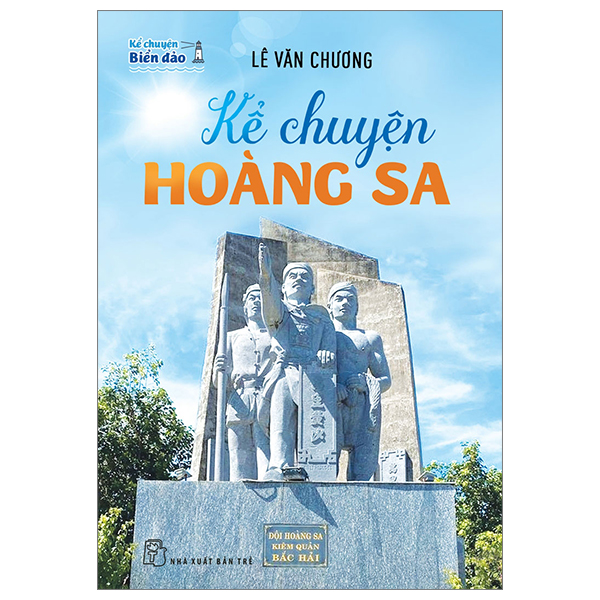 Kể chuyện
Biển đảo
LÊ VĂN CHƯƠNG
Kể chuyện
HOÀNG SA
ĐỘI HOÀNG SA
KIÊM QUẢN
BẮC HẢI
NHÀ XUẤT BẢN TRẺ